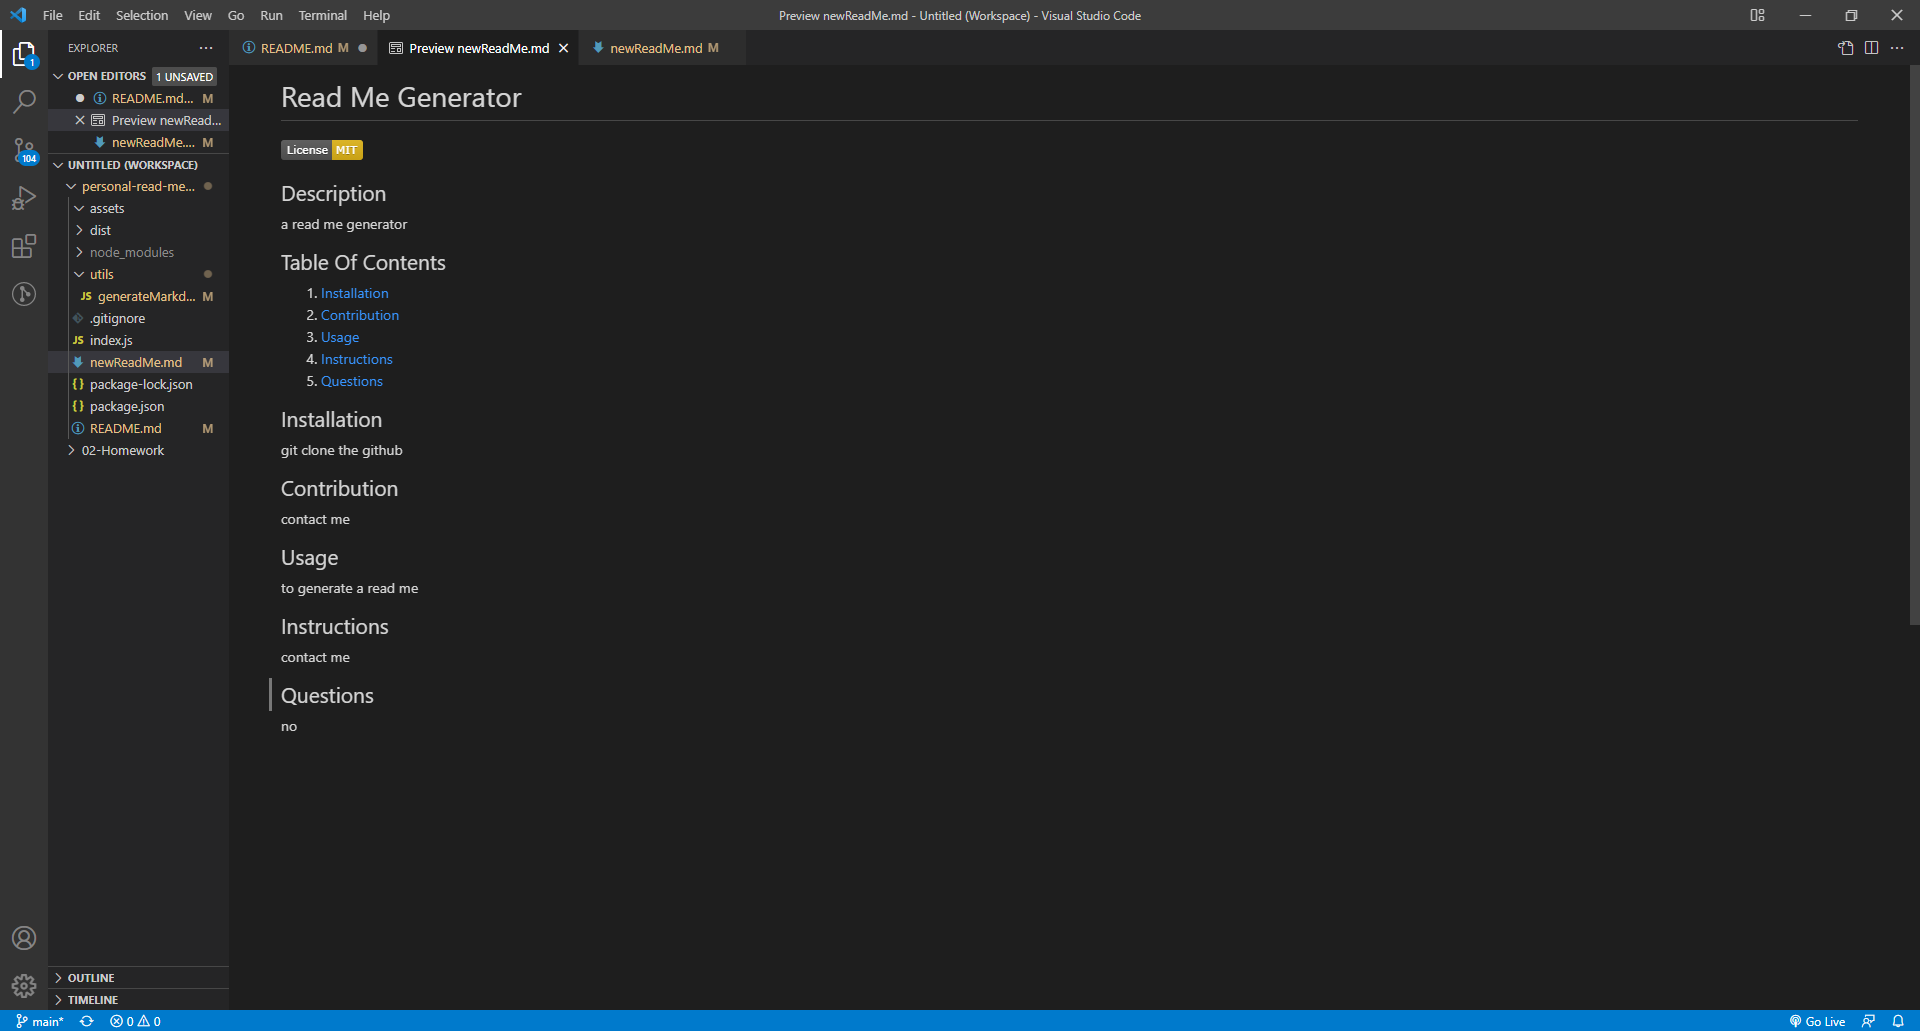 File Edit Selection View Go Run Terminal Help
Preview newReadMe.md - Untitled (Workspace) - Visual Studio Code
EXPLORER
README.md M
Preview newReadMe.md
newReadMe.md M
1
OPEN EDITORS 1 UNSAVED
README.md... M
Preview newRead...
newReadMe.... M
104
UNTITLED (WORKSPACE)
personal-read-me...
assets
dist
node_modules
utils
JS generateMarkd... M
.gitignore
JS index.js
newReadMe.md M
{} package-lock.json
{} package.json
README.md M
02-Homework
OUTLINE
TIMELINE
Read Me Generator
License MIT
Description
a read me generator
Table Of Contents
1. Installation
2. Contribution
3. Usage
4. Instructions
5. Questions
Installation
git clone the github
Contribution
contact me
Usage
to generate a read me
Instructions
contact me
Questions
no
main* 0 0
Go Live